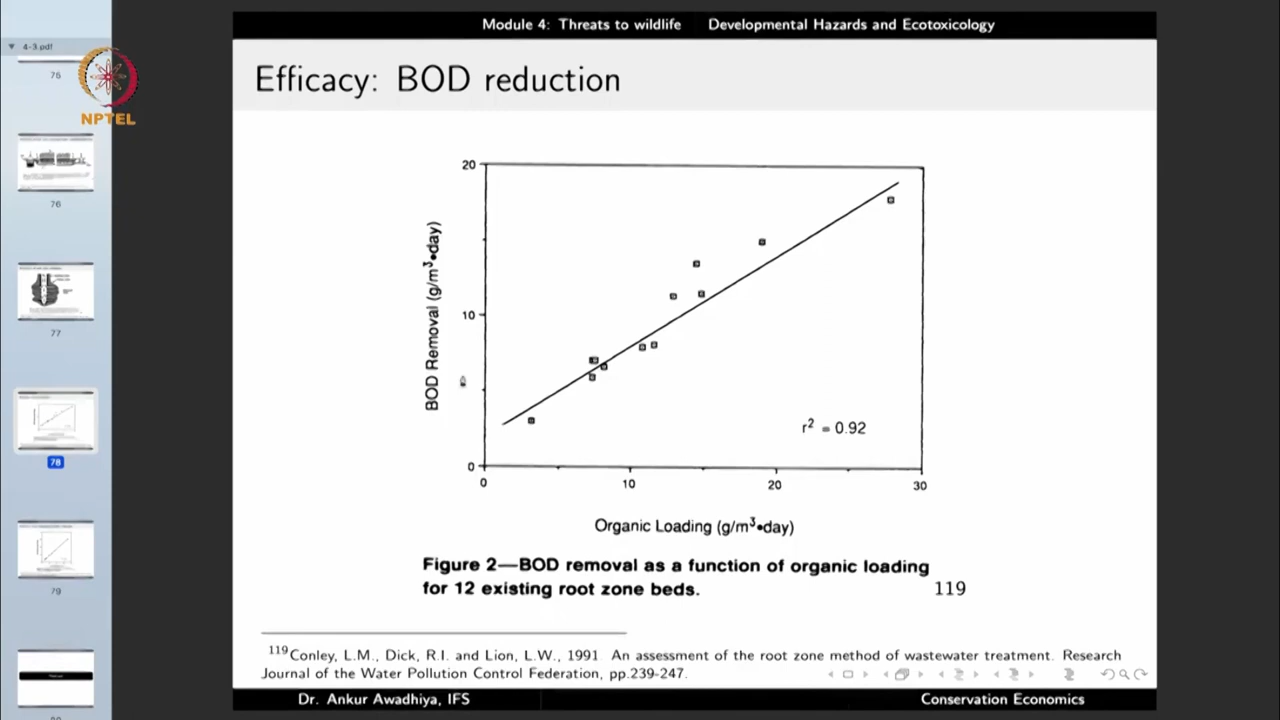 Module 4: Threats to wildlife Developmental Hazards and Ecotoxicology
4-3.pdf
76
NPTEL
76
77
78
79
Efficacy: BOD reduction
20
10
0
BOD Removal (g/m³•day)
r² = 0.92
0 10 20 30
Organic Loading (g/m³•day)
Figure 2—BOD removal as a function of organic loading
for 12 existing root zone beds.
119
119Conley, L.M., Dick, R.I. and Lion, L.W., 1991 An assessment of the root zone method of wastewater treatment. Research
Journal of the Water Pollution Control Federation, pp.239-247.
Dr. Ankur Awadhiya, IFS Conservation Economics